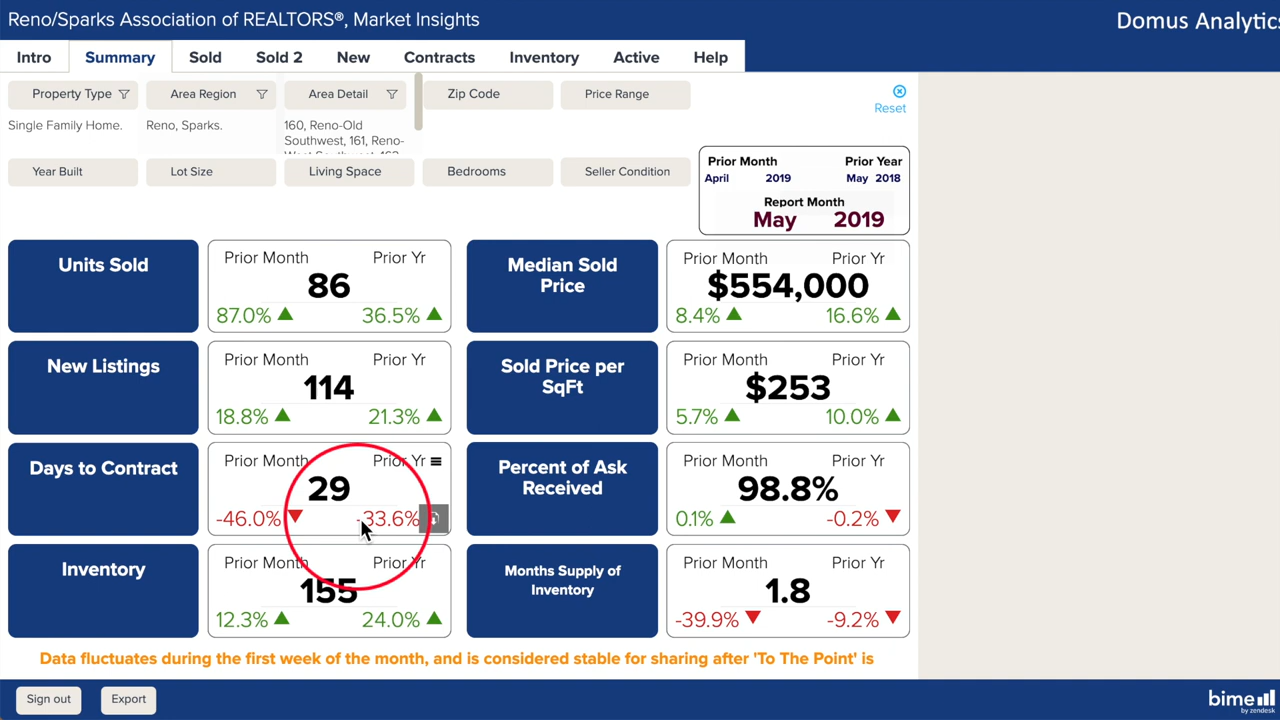 Reno/Sparks Association of REALTORS®, Market Insights
Domus Analytics
Intro Summary Sold Sold 2 New Contracts Inventory Active Help
Property Type Area Region Area Detail Zip Code Price Range
Reset
Single Family Home. Reno, Sparks. 160, Reno-Old
Southwest, 161, Reno-
West Southwest, 162
Year Built Lot Size Living Space Bedrooms Seller Condition
Prior Month Prior Year
April 2019 May 2018
Report Month
May 2019
Units Sold
Prior Month Prior Yr
86
87.0% 36.5%
Median Sold
Price
Prior Month Prior Yr
$554,000
8.4% 16.6%
New Listings
Prior Month Prior Yr
114
18.8% 21.3%
Sold Price per
SqFt
Prior Month Prior Yr
$253
5.7% 10.0%
Days to Contract
Prior Month Prior Yr
29
-46.0% -33.6%
Percent of Ask
Received
Prior Month Prior Yr
98.8%
0.1% -0.2%
Inventory
Prior Month Prior Yr
155
12.3% 24.0%
Months Supply of
Inventory
Prior Month Prior Yr
1.8
-39.9% -9.2%
Data fluctuates during the first week of the month, and is considered stable for sharing after 'To The Point' is
Sign out Export
bime
by zendesk